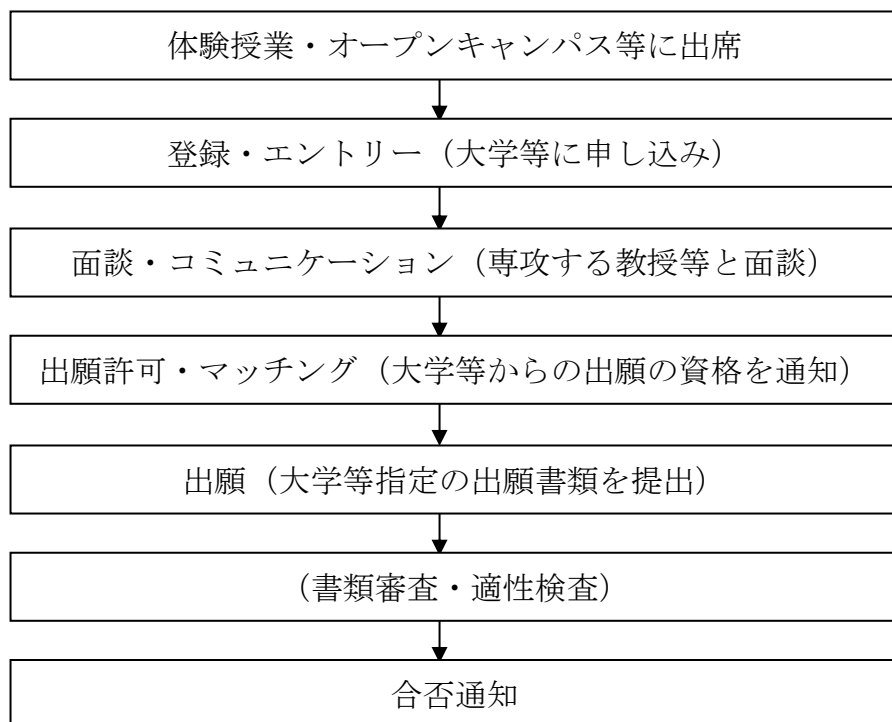 体験授業・オープンキャンパス等に出席
登録・エントリー（大学等に申し込み）
面談・コミュニケーション（専攻する教授等と面談）
出願許可・マッチング（大学等からの出願の資格を通知）
出願（大学等指定の出願書類を提出）
（書類審査・適性検査）
合否通知